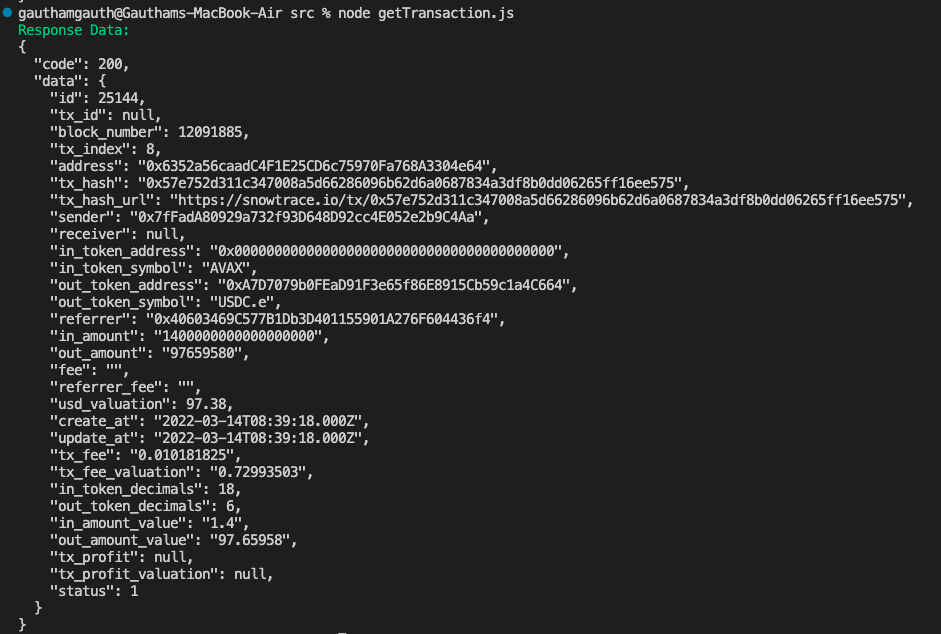 gauthamgauth@Gauthams-MacBook-Air src % node getTransaction.js
Response Data:
{
  "code": 200,
  "data": {
    "id": 25144,
    "tx_id": null,
    "block_number": 12091885,
    "tx_index": 8,
    "address": "0x6352a56caadC4F1E25CD6c75970Fa768A3304e64",
    "tx_hash": "0x57e752d311c347008a5d66286096b62d6a0687834a3df8b0dd06265ff16ee575",
    "tx_hash_url": "https://snowtrace.io/tx/0x57e752d311c347008a5d66286096b62d6a0687834a3df8b0dd06265ff16ee575",
    "sender": "0x7fFadA80929a732f93D648D92cc4E052e2b9C4Aa",
    "receiver": null,
    "in_token_address": "0x0000000000000000000000000000000000000000",
    "in_token_symbol": "AVAX",
    "out_token_address": "0xA7D7079b0FEaD91F3e65f86E8915Cb59c1a4C664",
    "out_token_symbol": "USDC.e",
    "referrer": "0x40603469C577B1Db3D401155901A276F604436f4",
    "in_amount": "1400000000000000000",
    "out_amount": "97659580",
    "fee": "",
    "referrer_fee": "",
    "usd_valuation": 97.38,
    "create_at": "2022-03-14T08:39:18.000Z",
    "update_at": "2022-03-14T08:39:18.000Z",
    "tx_fee": "0.010181825",
    "tx_fee_valuation": "0.72993503",
    "in_token_decimals": 18,
    "out_token_decimals": 6,
    "in_amount_value": "1.4",
    "out_amount_value": "97.65958",
    "tx_profit": null,
    "tx_profit_valuation": null,
    "status": 1
  }
}